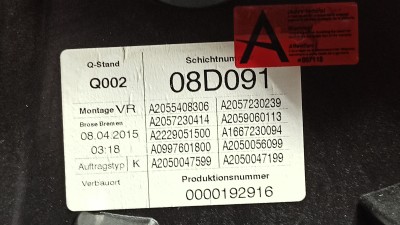 Q-Stand
Schichtnum
Q002
08D091
A
Montage VR
A2055408306
A2057230239
Brose Bremen
A2057230414
A2059060113
08.04.2015
A2229051500
A1667230094
03:18
A0997601800
A2050056099
Auftragstyp K
A2050047599
A2050047199
Verbauort
Produktionsnummer
0000192916